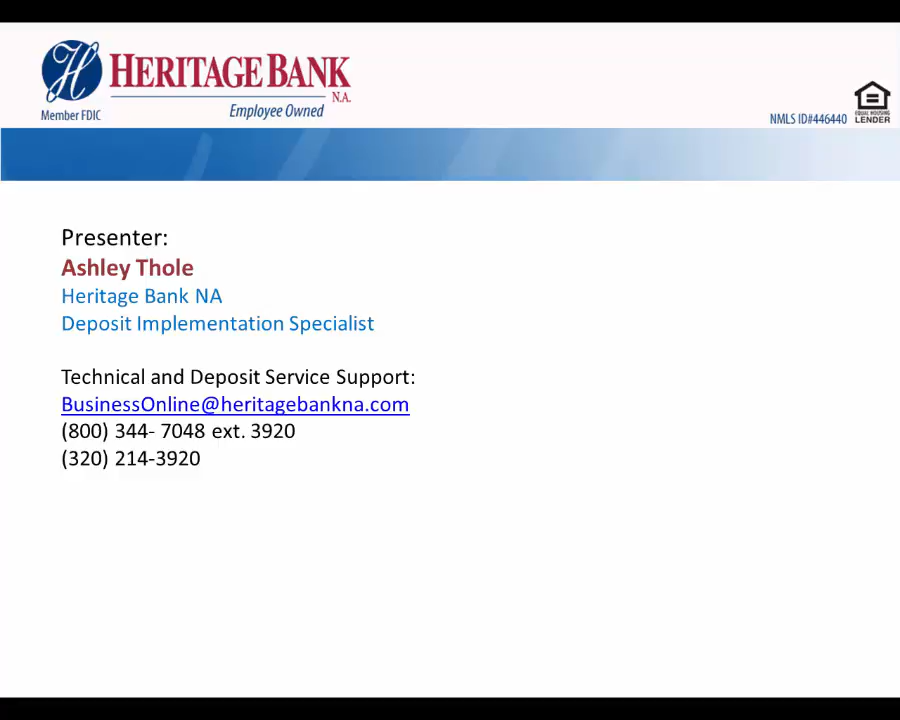 H HERITAGE BANK
N.A.
Member FDIC
Employee Owned
NMLS ID#446440
EQUAL HOUSING
LENDER
Presenter:
Ashley Thole
Heritage Bank NA
Deposit Implementation Specialist
Technical and Deposit Service Support:
BusinessOnline@heritagebankna.com
(800) 344- 7048 ext. 3920
(320) 214-3920